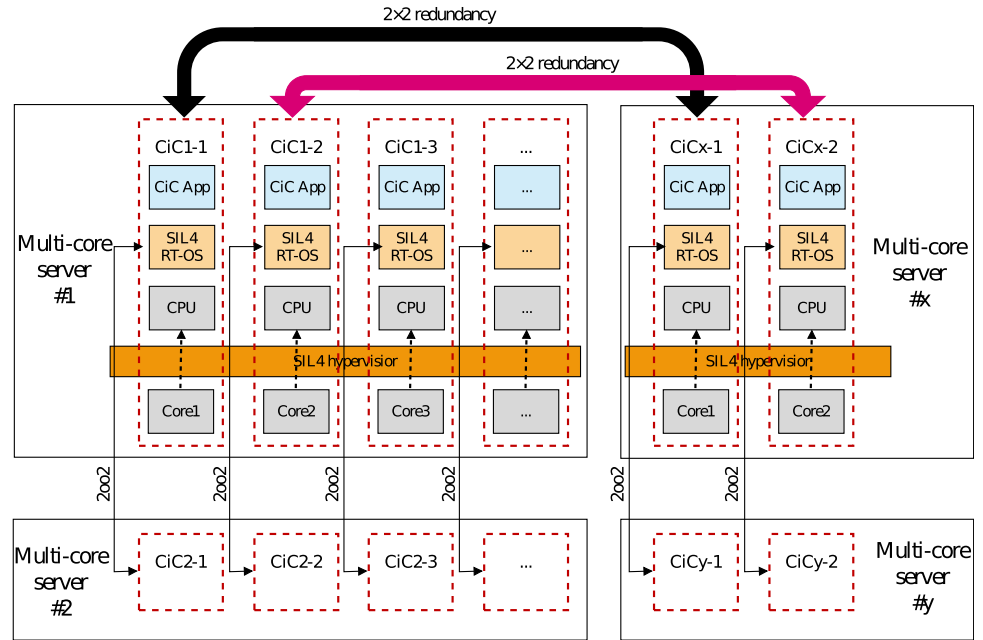 2×2 redundancy
2×2 redundancy
CiC1-1
CiC1-2
CiC1-3
...
CiCx-1
CiCx-2
CiC App
CiC App
CiC App
...
CiC App
CiC App
Multi-core
server
#1
SIL4
RT-OS
SIL4
RT-OS
SIL4
RT-OS
...
SIL4
RT-OS
SIL4
RT-OS
Multi-core
server
#x
CPU
CPU
CPU
...
CPU
CPU
SIL4 hypervisior
SIL4 hypervisior
Core1
Core2
Core3
...
Core1
Core2
2oo2
2oo2
2oo2
2oo2
2oo2
2oo2
Multi-core
server
#2
CiC2-1
CiC2-2
CiC2-3
...
CiCy-1
CiCy-2
Multi-core
server
#y